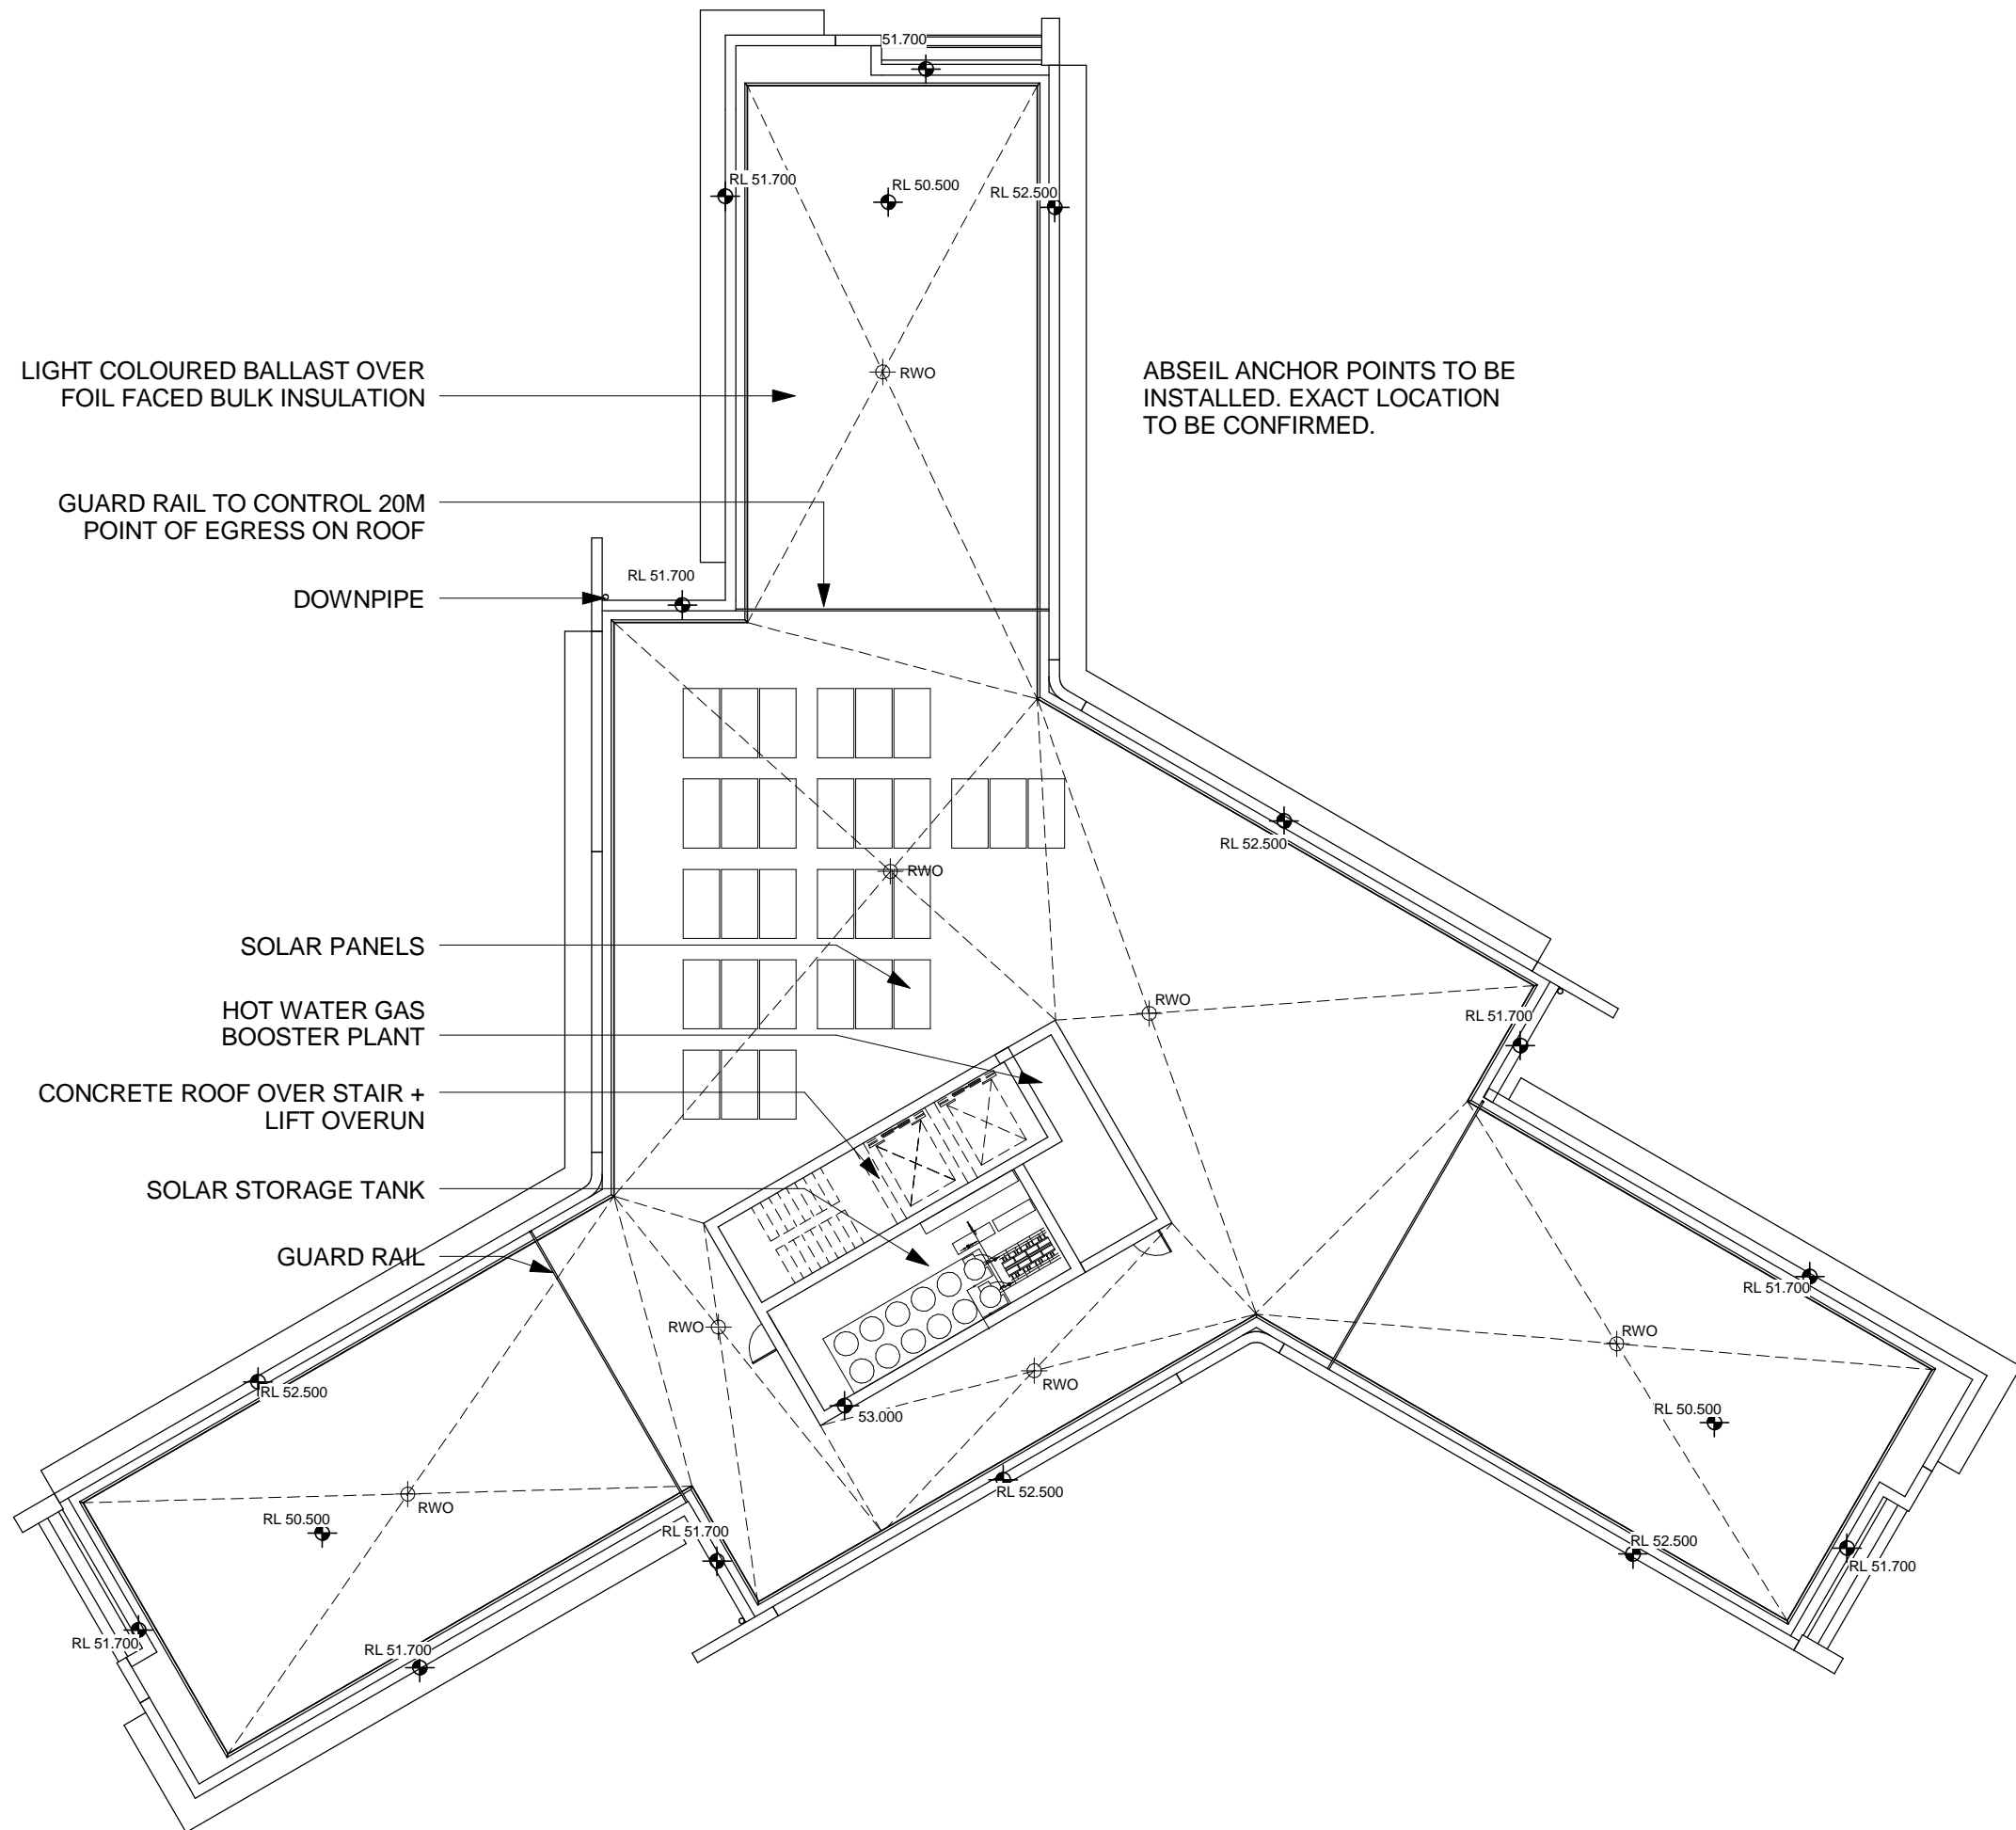 51.700
RL 51.700
RL 50.500
RL 52.500
LIGHT COLOURED BALLAST OVER
FOIL FACED BULK INSULATION
RWO
ABSEIL ANCHOR POINTS TO BE
INSTALLED. EXACT LOCATION
TO BE CONFIRMED.
GUARD RAIL TO CONTROL 20M
POINT OF EGRESS ON ROOF
RL 51.700
DOWNPIPE
RL 52.500
RWO
SOLAR PANELS
RWO
HOT WATER GAS
BOOSTER PLANT
RL 51.700
CONCRETE ROOF OVER STAIR +
LIFT OVERUN
SOLAR STORAGE TANK
GUARD RAIL
RL 51.700
RWO
RWO
RWO
RL 52.500
RL 50.500
53.000
RL 52.500
RWO
RL 50.500
RL 51.700
RL 52.500
RL 51.700
RL 51.700
RL 51.700